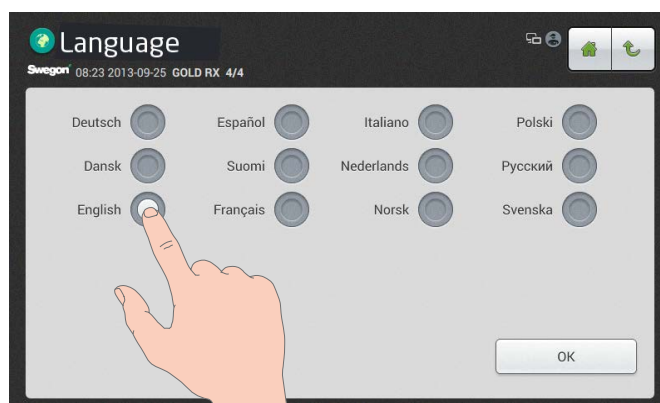 Language
Swegon 08:23 2013-09-25 GOLD RX 4/4
Deutsch Español Italiano Polski
Dansk Suomi Nederlands Русский
English Français Norsk Svenska
OK